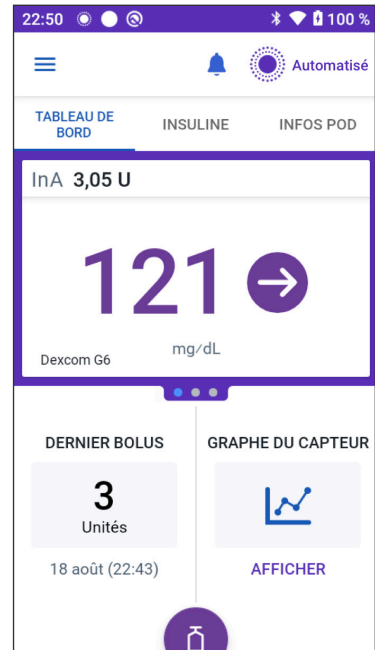 22:50 100 %
Automatisé
TABLEAU DE
BORD
INSULINE
INFOS POD
InA 3,05 U
121
mg/dL
Dexcom G6
DERNIER BOLUS
GRAPHE DU CAPTEUR
3
Unités
18 août (22:43)
AFFICHER